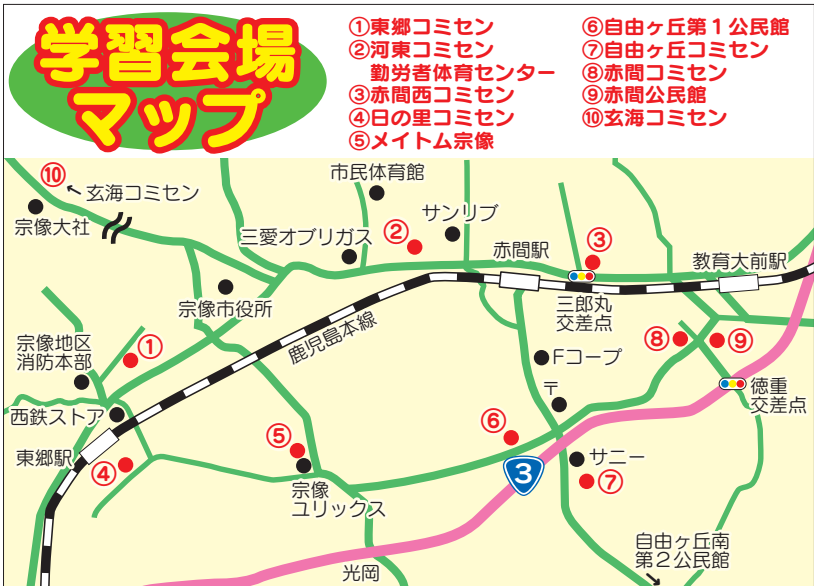 学習会場
マップ
①東郷コミセン
②河東コミセン
勤労者体育センター
③赤間西コミセン
④日の里コミセン
⑤メイトム宗像
⑥自由ヶ丘第1公民館
⑦自由ヶ丘コミセン
⑧赤間コミセン
⑨赤間公民館
⑩玄海コミセン
⑩
←玄海コミセン
宗像大社
市民体育館
サンリブ
三愛オブリガス
②
赤間駅
③
教育大前駅
宗像市役所
三郎丸
交差点
鹿児島本線
宗像地区
消防本部
①
Fコープ
⑧
⑨
〒
徳重
交差点
西鉄ストア
東郷駅
④
⑤
宗像
ユリックス
⑥
3
サニー
⑦
自由ヶ丘南
第2公民館
光岡